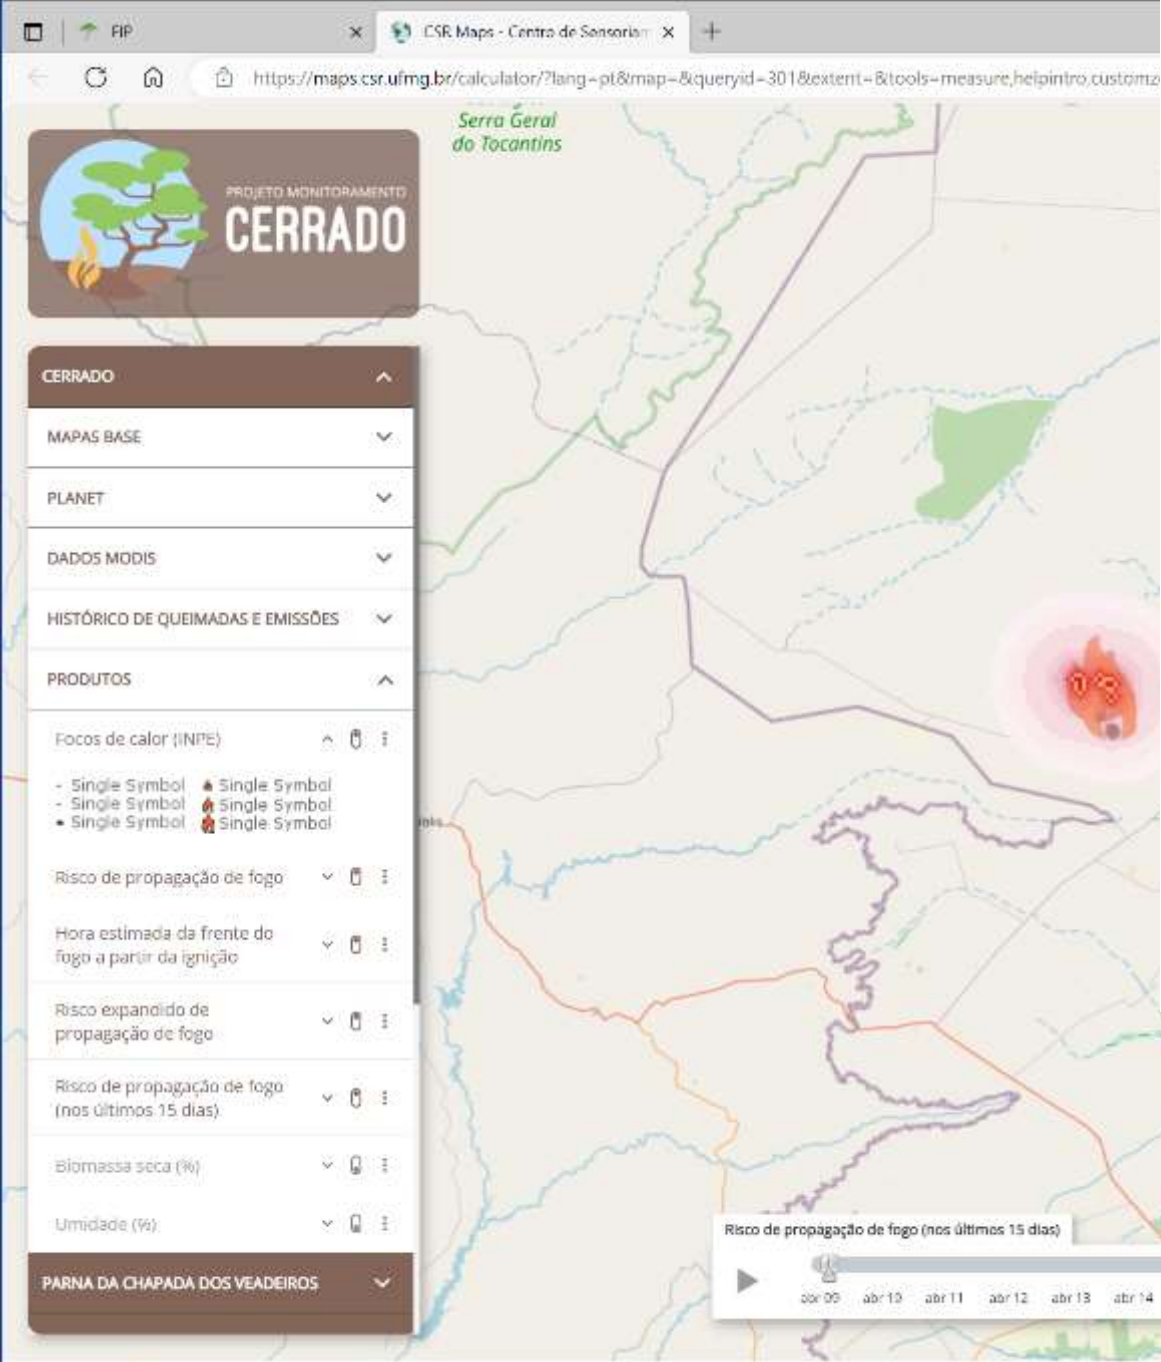 FIP
CSR Maps - Centro de Sensoriam
https://maps.csr.ufmg.br/calculator/?lang=pt&map=&queryid=301&extent=&tools=measure,helpintro,customz
Serra Geral
do Tocantins
PROJETO MONITORAMENTO
CERRADO
CERRADO
MAPAS BASE
PLANET
DADOS MODIS
HISTÓRICO DE QUEIMADAS E EMISSÕES
PRODUTOS
Focos de calor (INPE)
- Single Symbol Single Symbol
- Single Symbol Single Symbol
• Single Symbol Single Symbol
Risco de propagação de fogo
Hora estimada da frente do
fogo a partir da ignição
Risco expandido de
propagação de fogo
Risco de propagação de fogo
(nos últimos 15 dias)
Biomassa seca (%)
Umidade (%)
PARNA DA CHAPADA DOS VEADEIROS
Risco de propagação de fogo (nos últimos 15 dias)
abr 09 abr 10 abr 11 abr 12 abr 13 abr 14